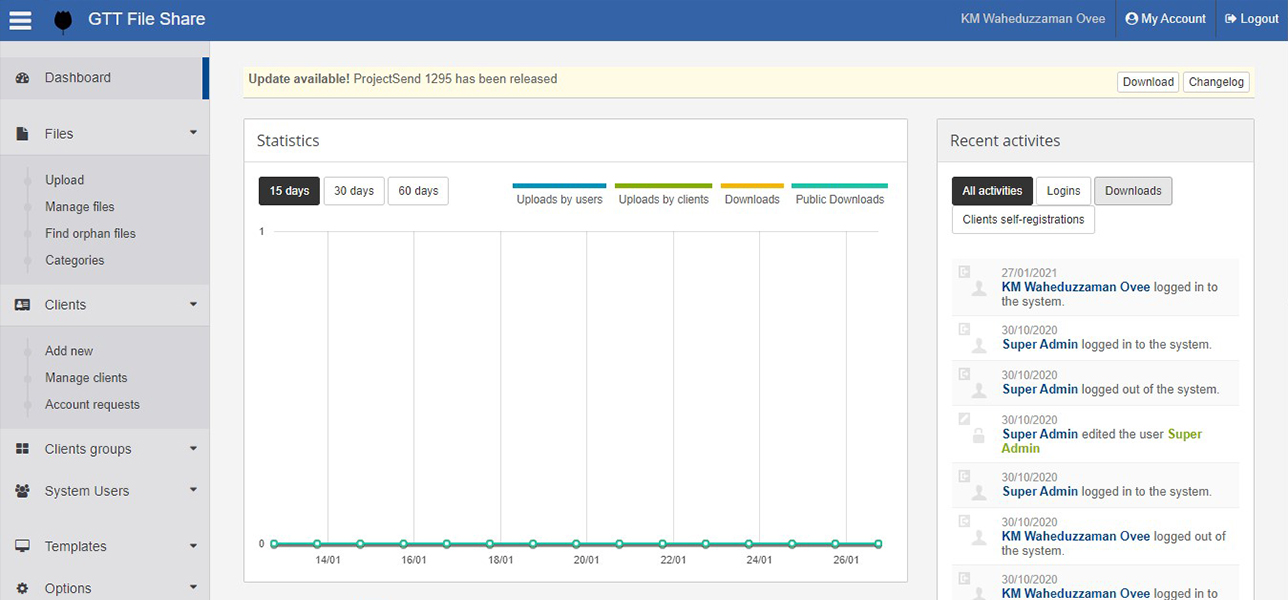 GTT File Share
KM Waheduzzaman Ovee
My Account
Logout
Dashboard
Files
Upload
Manage files
Find orphan files
Categories
Clients
Add new
Manage clients
Account requests
Clients groups
System Users
Templates
Options
Update available! ProjectSend 1295 has been released
Download
Changelog
Statistics
15 days
30 days
60 days
Uploads by users
Uploads by clients
Downloads
Public Downloads
1
0
14/01
16/01
18/01
20/01
22/01
24/01
26/01
Recent activites
All activities
Logins
Downloads
Clients self-registrations
27/01/2021
KM Waheduzzaman Ovee logged in to
the system.
30/10/2020
Super Admin logged in to the system.
30/10/2020
Super Admin logged out of the system.
30/10/2020
Super Admin edited the user Super
Admin
30/10/2020
Super Admin logged in to the system.
30/10/2020
KM Waheduzzaman Ovee logged out of
the system.
30/10/2020
KM Waheduzzaman Ovee logged in to